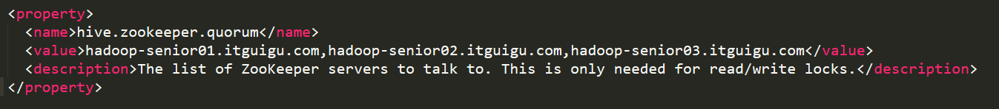 <property>
<name>hive.zookeeper.quorum</name>
<value>hadoop-senior01.itguigu.com,hadoop-senior02.itguigu.com,hadoop-senior03.itguigu.com</value>
<description>The list of ZooKeeper servers to talk to. This is only needed for read/write locks.</description>
</property>